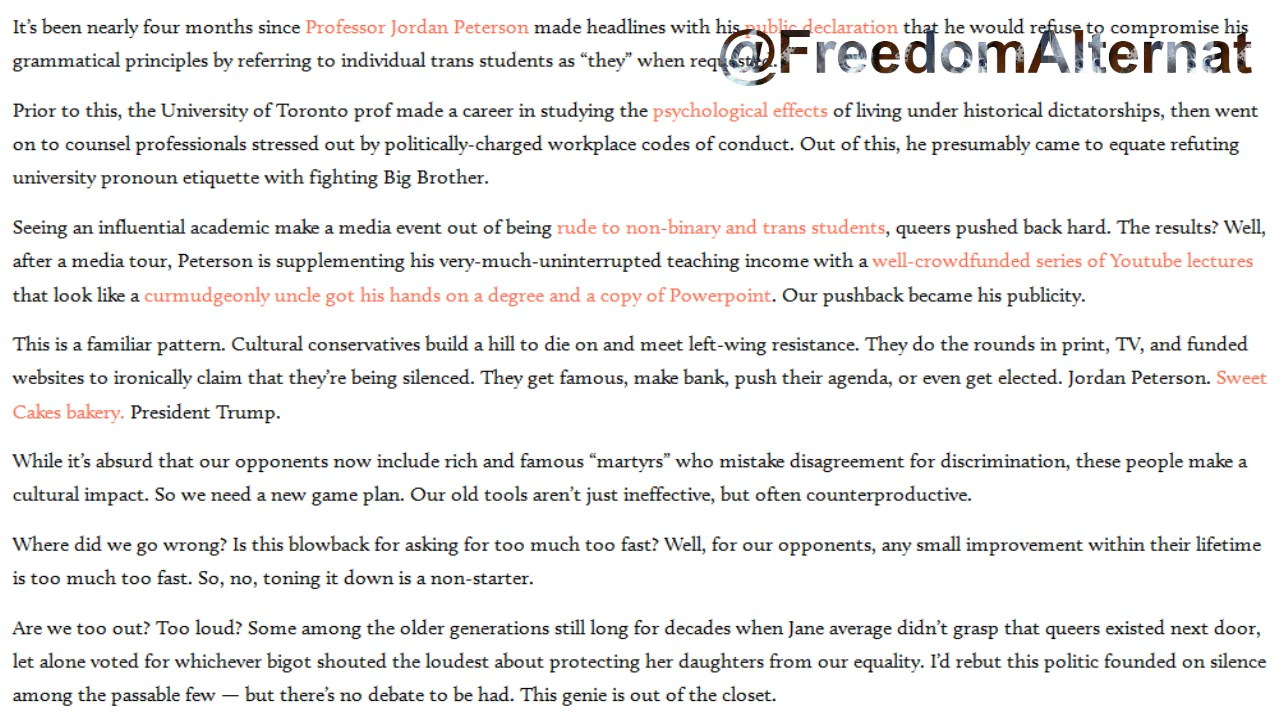 It's been nearly four months since Professor Jordan Peterson made headlines with his public declaration that he would refuse to compromise his
grammatical principles by referring to individual trans students as “they” when requested.
@FreedomAlternat
Prior to this, the University of Toronto prof made a career in studying the psychological effects of living under historical dictatorships, then went
on to counsel professionals stressed out by politically-charged workplace codes of conduct. Out of this, he presumably came to equate refuting
university pronoun etiquette with fighting Big Brother.
Seeing an influential academic make a media event out of being rude to non-binary and trans students, queers pushed back hard. The results? Well,
after a media tour, Peterson is supplementing his very-much-uninterrupted teaching income with a well-crowdfunded series of Youtube lectures
that look like a curmudgeonly uncle got his hands on a degree and a copy of Powerpoint. Our pushback became his publicity.
This is a familiar pattern. Cultural conservatives build a hill to die on and meet left-wing resistance. They do the rounds in print, TV, and funded
websites to ironically claim that they're being silenced. They get famous, make bank, push their agenda, or even get elected. Jordan Peterson. Sweet
Cakes bakery. President Trump.
While it's absurd that our opponents now include rich and famous “martyrs” who mistake disagreement for discrimination, these people make a
cultural impact. So we need a new game plan. Our old tools aren't just ineffective, but often counterproductive.
Where did we go wrong? Is this blowback for asking for too much too fast? Well, for our opponents, any small improvement within their lifetime
is too much too fast. So, no, toning it down is a non-starter.
Are we too out? Too loud? Some among the older generations still long for decades when Jane average didn't grasp that queers existed next door,
let alone voted for whichever bigot shouted the loudest about protecting her daughters from our equality. I'd rebut this politic founded on silence
among the passable few — but there's no debate to be had. This genie is out of the closet.